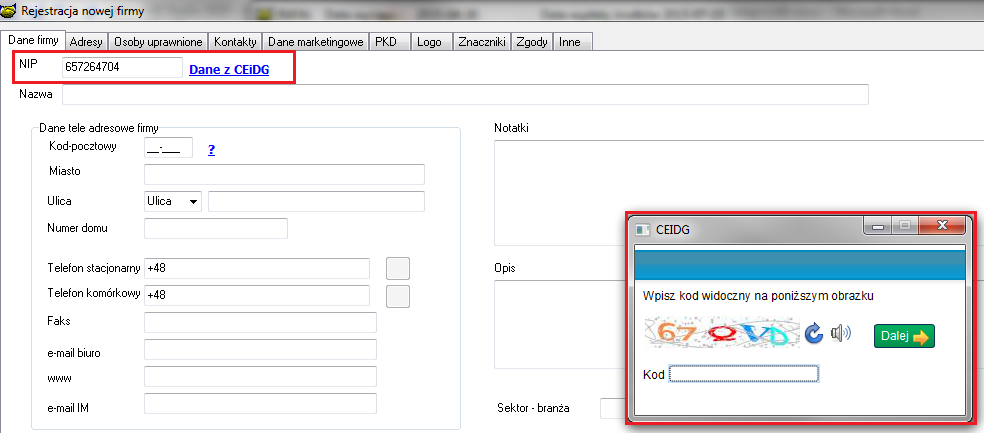 Rejestracja nowej firmy
Dane firmy Adresy Osoby uprawnione Kontakty Dane marketingowe PKD Logo Znaczniki Zgody Inne
NIP 657264704 Dane z CEiDG
Nazwa
Dane tele adresowe firmy
Kod-pocztowy __-___ ?
Miasto
Ulica Ulica
Numer domu
Telefon stacjonarny +48
Telefon komórkowy +48
Faks
e-mail biuro
www
e-mail IM
Notatki
Opis
Sektor - branża
CEIDG
Wpisz kod widoczny na poniższym obrazku
Dalej
Kod